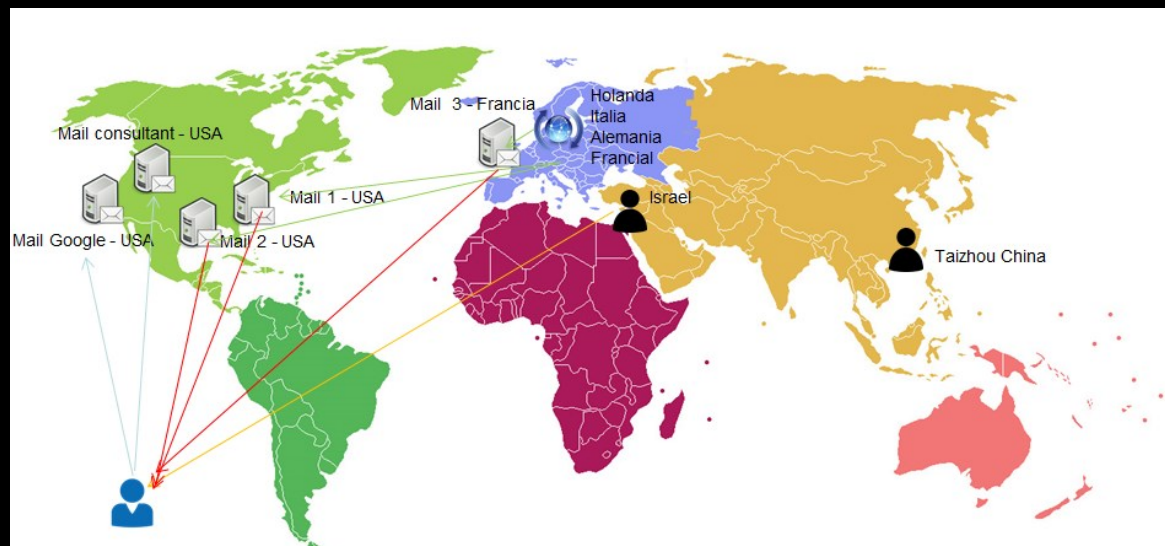 Mail 3 - Francia
Holanda
Italia
Alemania
Francial
Mail consultant - USA
Mail 1 - USA
Israel
Mail Google - USA
Mail 2 - USA
Taizhou China